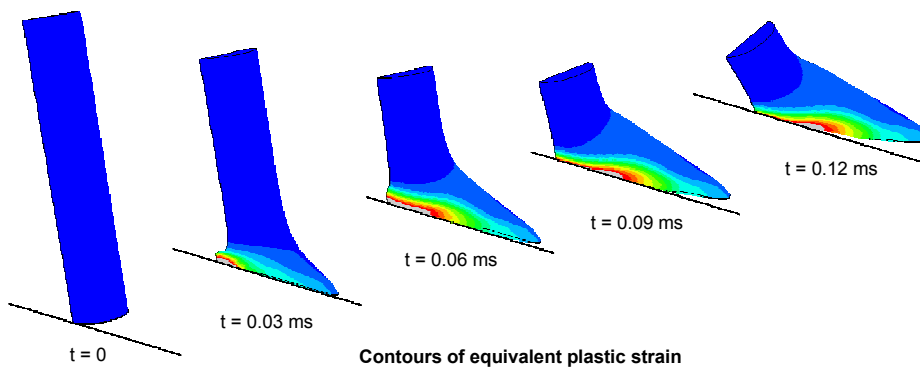 t = 0
t = 0.03 ms
t = 0.06 ms
t = 0.09 ms
t = 0.12 ms
Contours of equivalent plastic strain